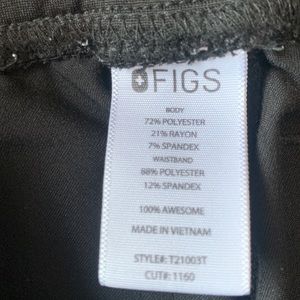 FIGS
BODY
72% POLYESTER
21% RAYON
7% SPANDEX
WAISTBAND
88% POLYESTER
12% SPANDEX
100% AWESOME
MADE IN VIETNAM
STYLE#: T21003T
CUT#: 1160